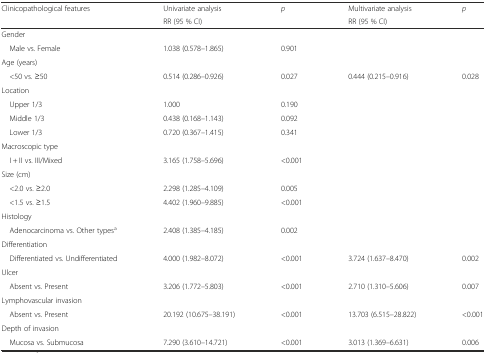 Clinicopathological features Univariate analysis p Multivariate analysis p
RR (95 % CI) RR (95 % CI)
Gender
Male vs. Female 1.038 (0.578–1.865) 0.901
Age (years)
<50 vs. ≥50 0.514 (0.286–0.926) 0.027 0.444 (0.215–0.916) 0.028
Location
Upper 1/3 1.000 0.190
Middle 1/3 0.438 (0.168–1.143) 0.092
Lower 1/3 0.720 (0.367–1.415) 0.341
Macroscopic type
I + II vs. III/Mixed 3.165 (1.758–5.696) <0.001
Size (cm)
<2.0 vs. ≥2.0 2.298 (1.285–4.109) 0.005
<1.5 vs. ≥1.5 4.402 (1.960–9.885) <0.001
Histology
Adenocarcinoma vs. Other typesᵃ 2.408 (1.385–4.185) 0.002
Differentiation
Differentiated vs. Undifferentiated 4.000 (1.982–8.072) <0.001 3.724 (1.637–8.470) 0.002
Ulcer
Absent vs. Present 3.206 (1.772–5.803) <0.001 2.710 (1.310–5.606) 0.007
Lymphovascular invasion
Absent vs. Present 20.192 (10.675–38.191) <0.001 13.703 (6.515–28.822) <0.001
Depth of invasion
Mucosa vs. Submucosa 7.290 (3.610–14.721) <0.001 3.013 (1.369–6.631) 0.006